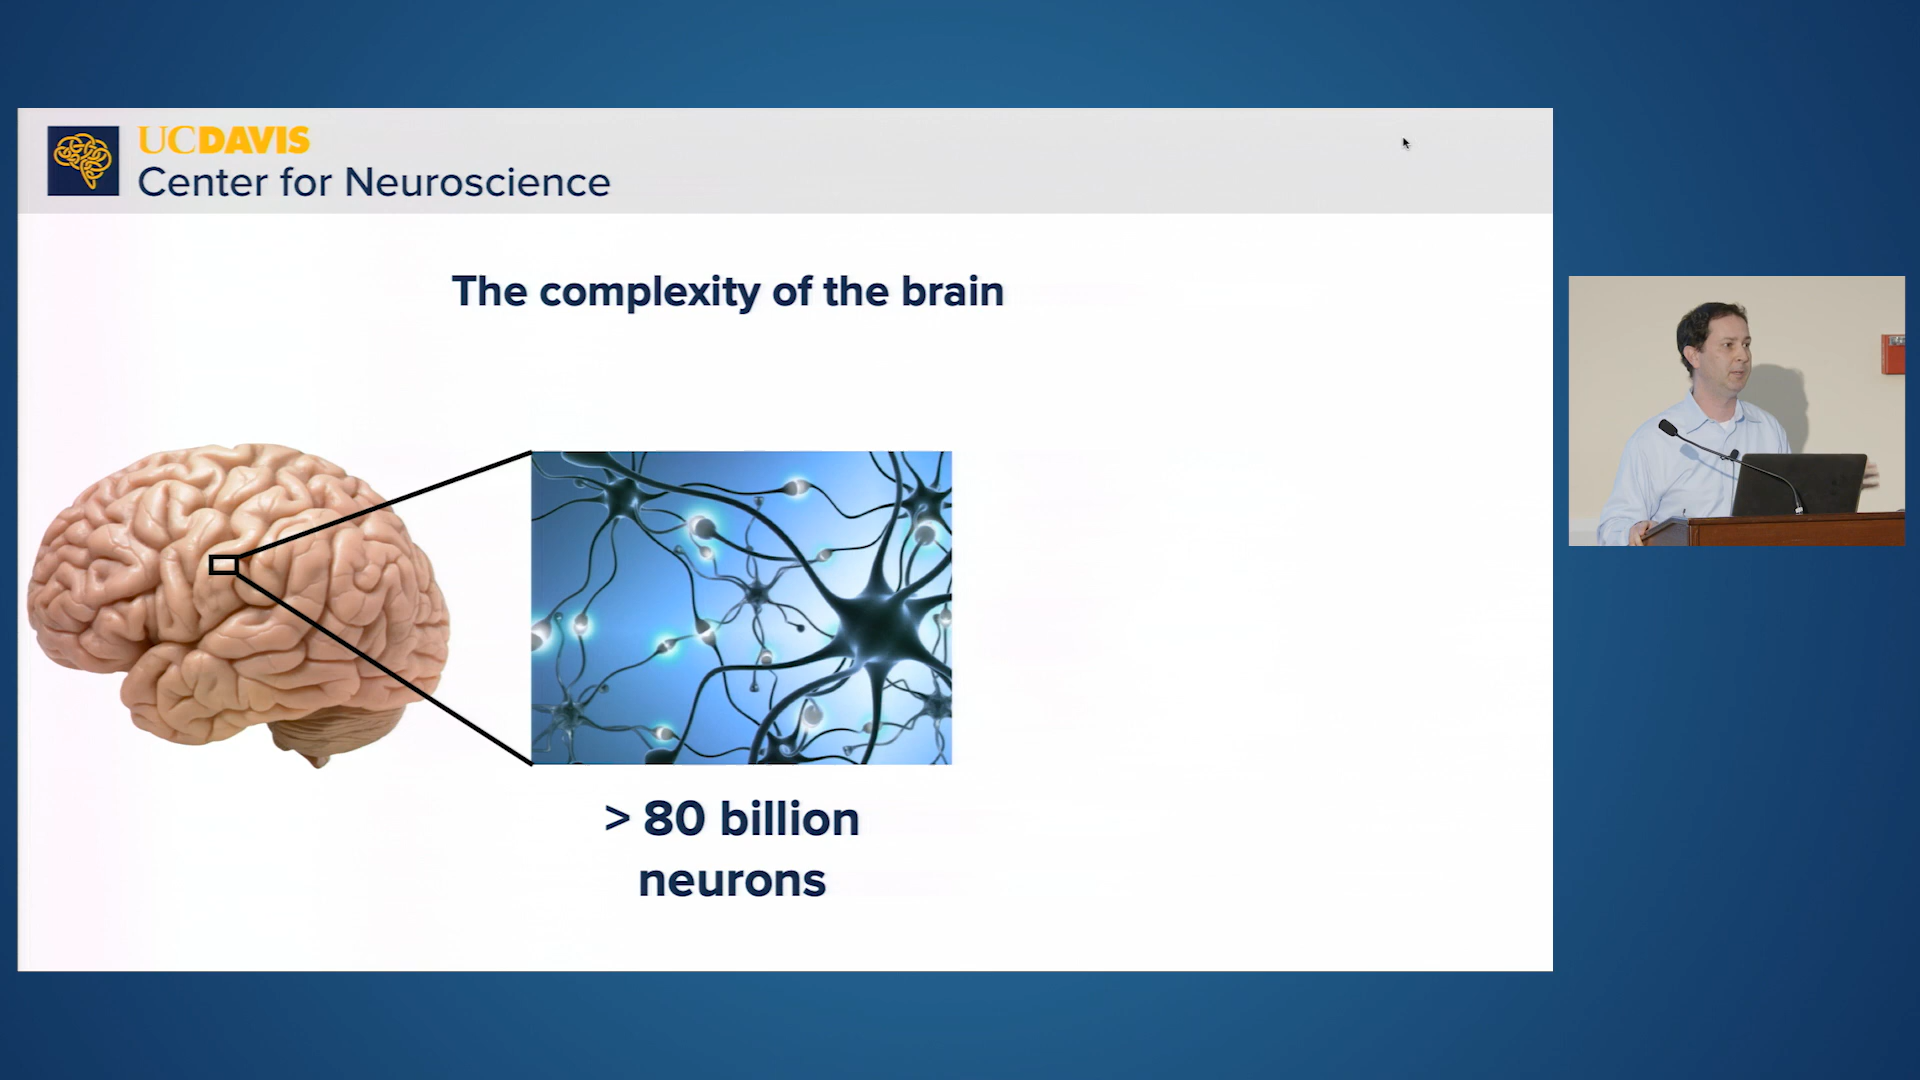 UCDAVIS
Center for Neuroscience
The complexity of the brain
> 80 billion
neurons